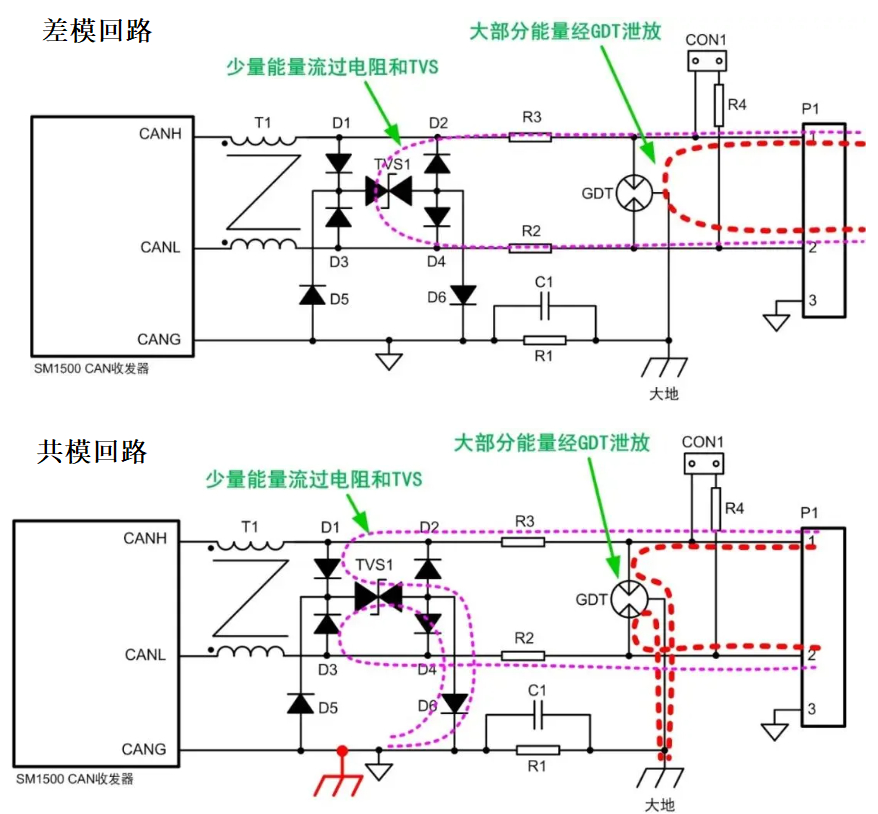 差模回路
大部分能量经GDT泄放
少量能量流过电阻和TVS
CON1
R4
P1
CANH
T1
D1
D2
R3
1
TVS1
GDT
CANL
D3
D4
R2
2
D5
D6
C1
3
CANG
R1
SM1500 CAN收发器
大地
共模回路
大部分能量经GDT泄放
少量能量流过电阻和TVS
CON1
R4
P1
CANH
T1
D1
D2
R3
1
TVS1
GDT
CANL
D3
D4
R2
2
D5
D6
C1
3
CANG
R1
SM1500 CAN收发器
大地